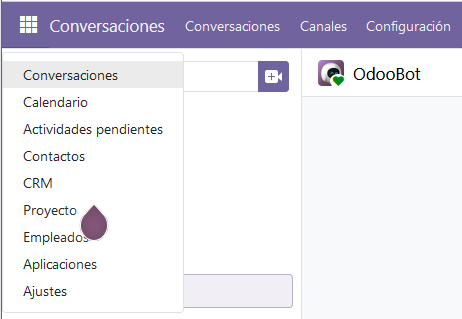 Conversaciones Conversaciones Canales Configuración
Conversaciones
Calendario
Actividades pendientes
Contactos
CRM
Proyecto
Empleados
Aplicaciones
Ajustes
OdooBot